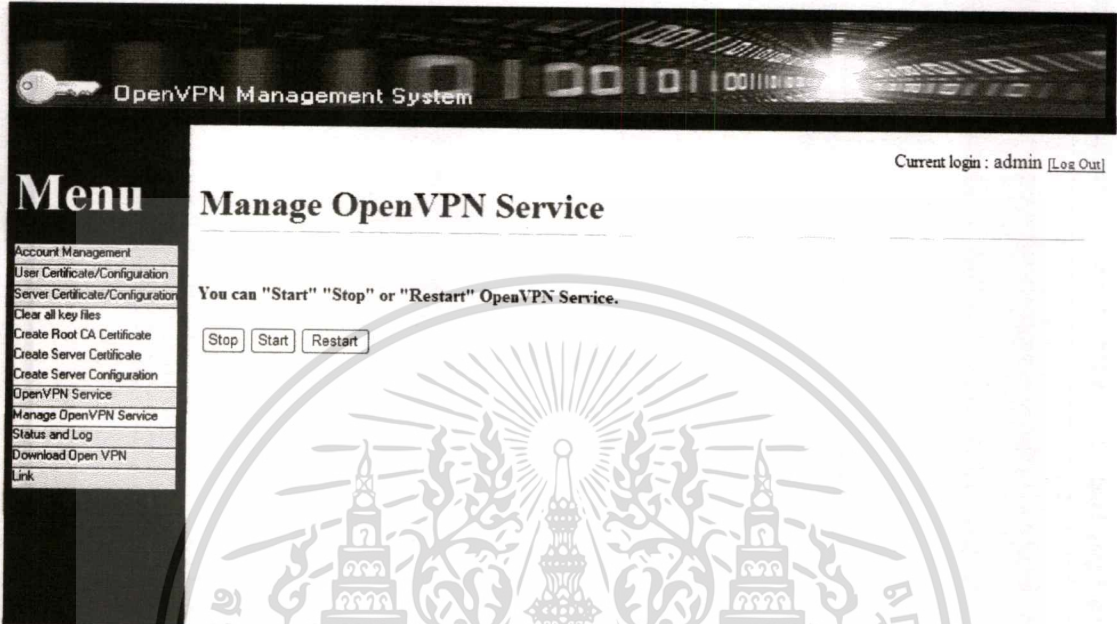 OpenVPN Management System
Current login : admin [Log Out]
Menu
Account Management
User Certificate/Configuration
Server Certificate/Configuration
Clear all key files
Create Root CA Certificate
Create Server Certificate
Create Server Configuration
OpenVPN Service
Manage OpenVPN Service
Status and Log
Download Open VPN
Link
Manage OpenVPN Service
You can "Start" "Stop" or "Restart" OpenVPN Service.
Stop Start Restart